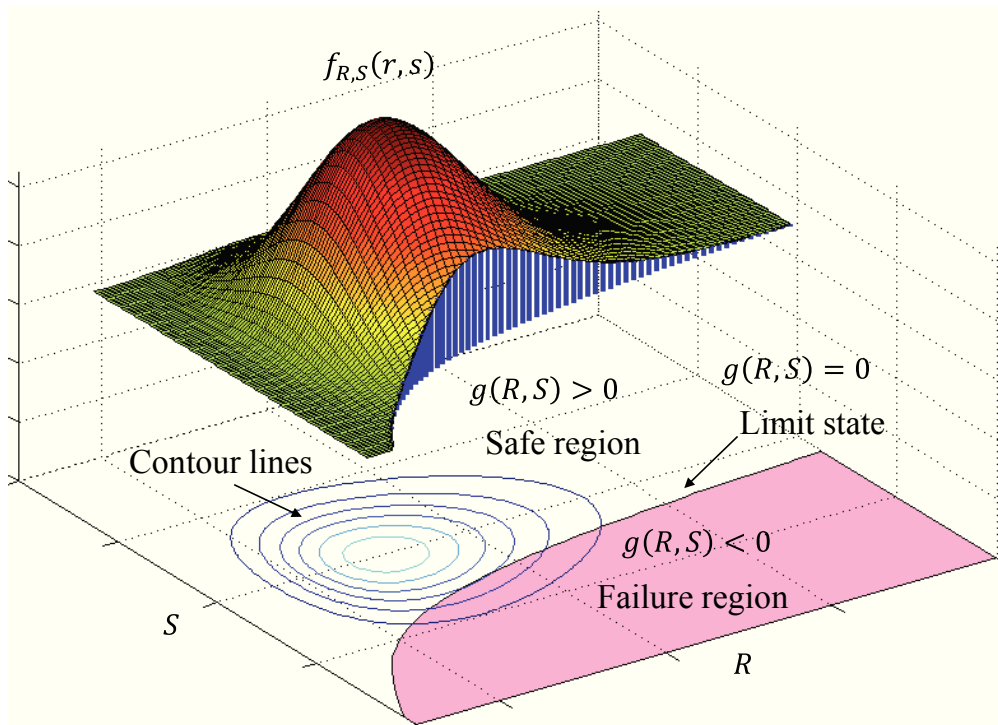 f_{R,S}(r, s)
g(R, S) > 0
g(R, S) = 0
Safe region
Limit state
Contour lines
g(R, S) < 0
Failure region
S
R